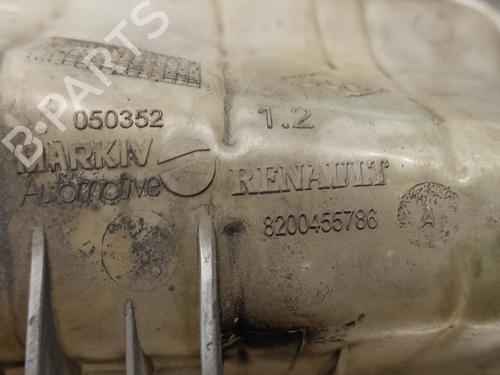 B-PARTS
050352
1.2
MARKIV
Automotive
RENAULT
8200455786
A